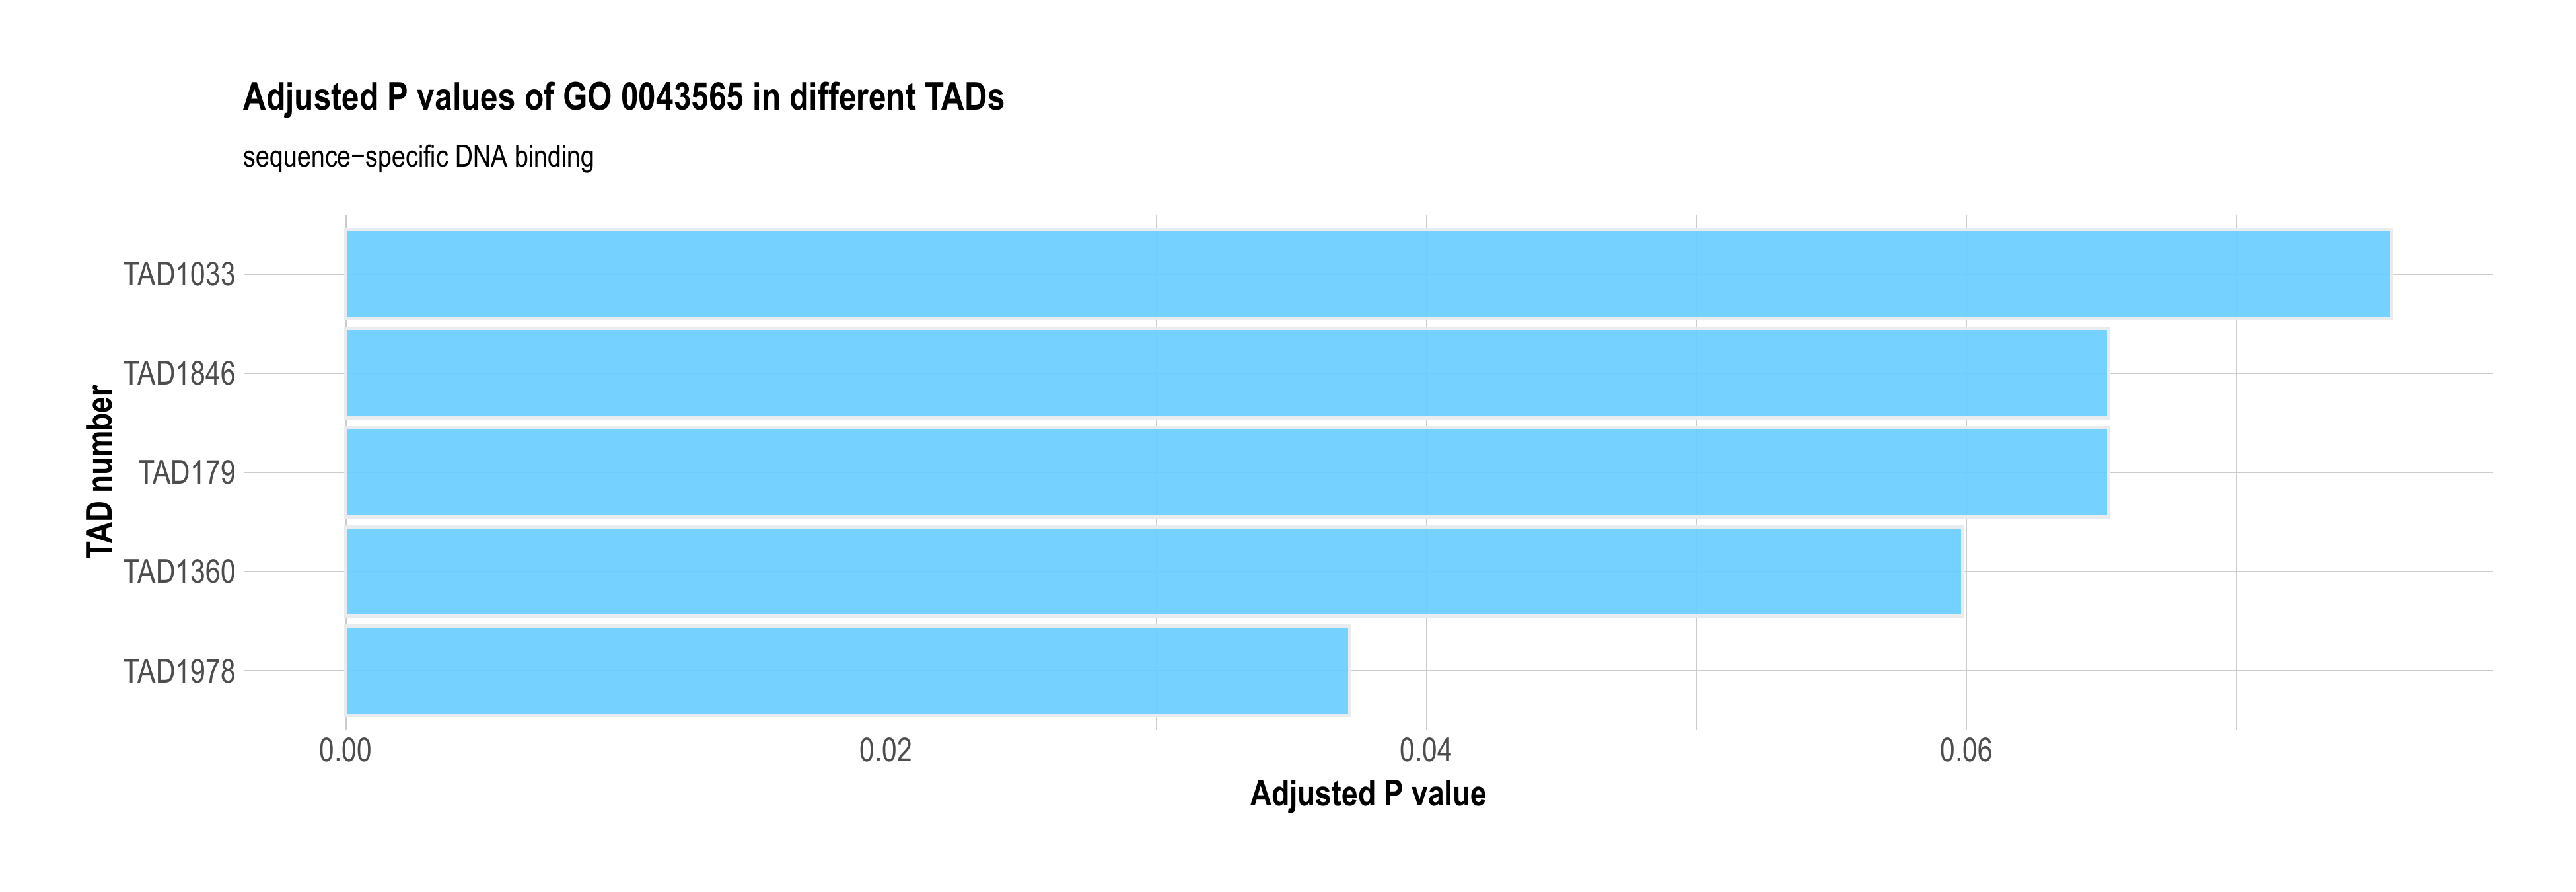 Adjusted P values of GO 0043565 in different TADs
sequence−specific DNA binding
TAD number
TAD1033
TAD1846
TAD179
TAD1360
TAD1978
0.00 0.02 0.04 0.06
Adjusted P value